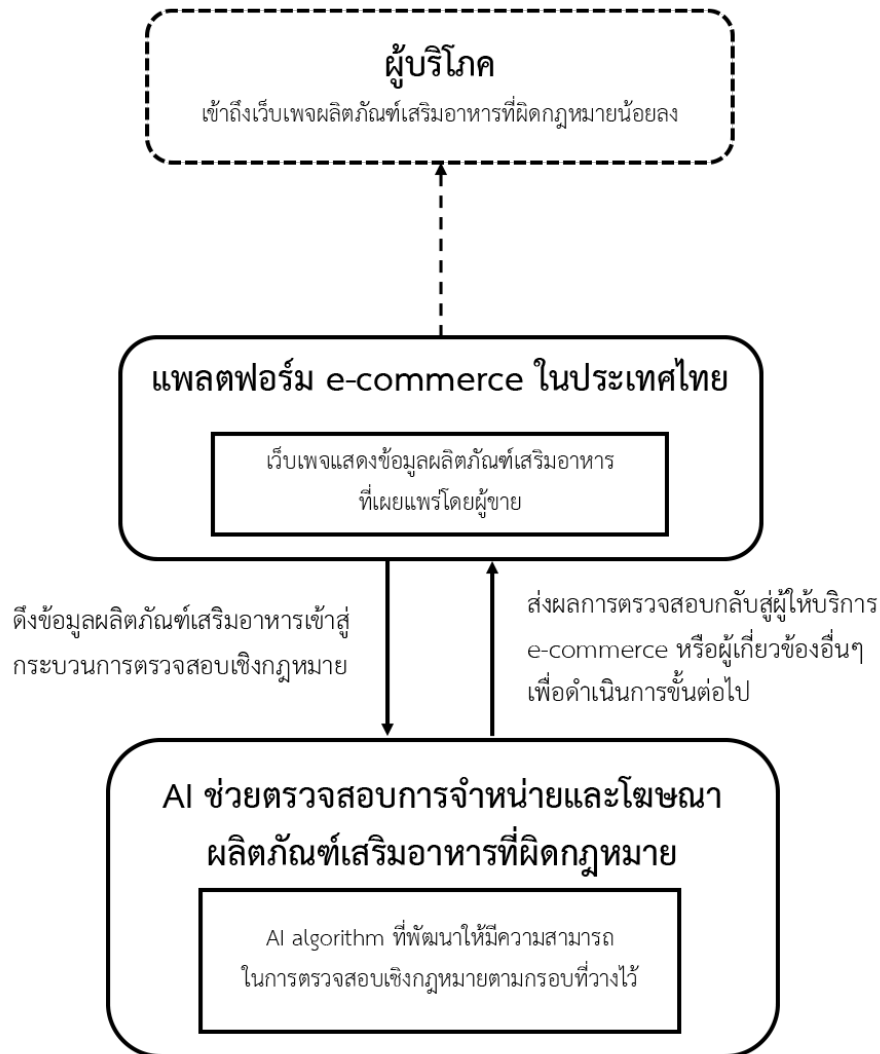 ผู้บริโภค
เข้าถึงเว็บเพจผลิตภัณฑ์เสริมอาหารที่ผิดกฎหมายน้อยลง
แพลตฟอร์ม e-commerce ในประเทศไทย
เว็บเพจแสดงข้อมูลผลิตภัณฑ์เสริมอาหาร
ที่เผยแพร่โดยผู้ขาย
ดึงข้อมูลผลิตภัณฑ์เสริมอาหารเข้าสู่
กระบวนการตรวจสอบเชิงกฎหมาย
ส่งผลการตรวจสอบกลับสู่ผู้ให้บริการ
e-commerce หรือผู้เกี่ยวข้องอื่นๆ
เพื่อดำเนินการขั้นต่อไป
AI ช่วยตรวจสอบการจำหน่ายและโฆษณา
ผลิตภัณฑ์เสริมอาหารที่ผิดกฎหมาย
AI algorithm ที่พัฒนาให้มีความสามารถ
ในการตรวจสอบเชิงกฎหมายตามกรอบที่วางไว้